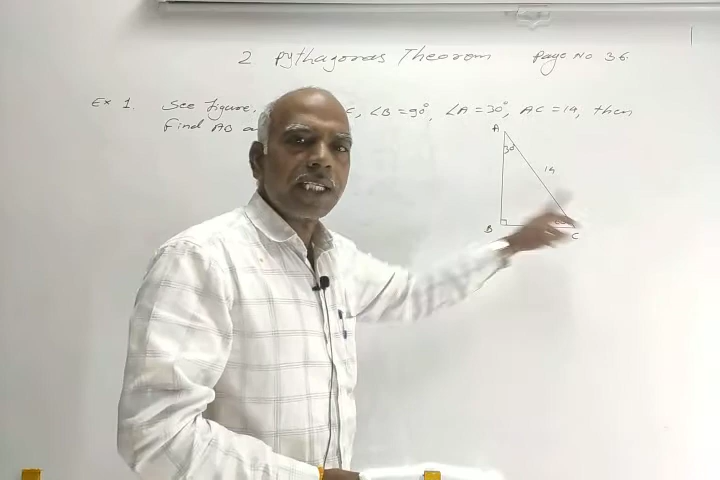 2 Pythagoras Theorem Page No 36.
Ex 1. See figure, C, ∠B = 90°, ∠A = 30°, AC = 14, then
find AB
A
30°
14
B
C